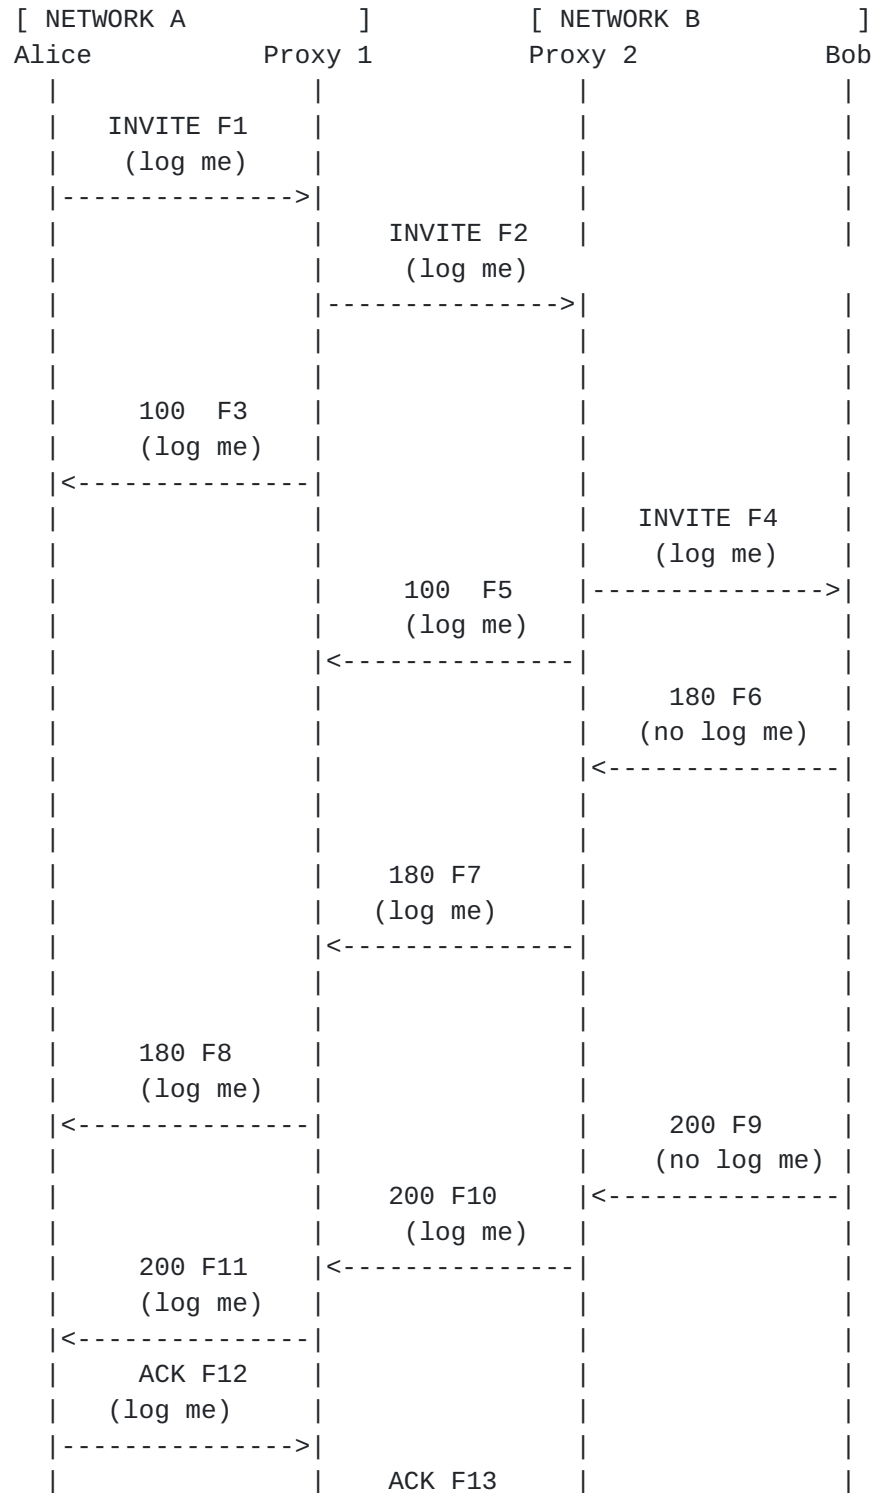 [ NETWORK A ] [ NETWORK B ]
Alice Proxy 1 Proxy 2 Bob
INVITE F1
(log me)
--------------->
INVITE F2
(log me)
--------------->
100 F3
(log me)
<---------------
INVITE F4
(log me)
100 F5 --------------->
(log me)
<---------------
180 F6
(no log me)
<---------------
180 F7
(log me)
<---------------
180 F8
(log me)
<---------------
200 F9
(no log me)
200 F10 <---------------
(log me)
200 F11 <---------------
(log me)
<---------------
ACK F12
(log me)
--------------->
ACK F13